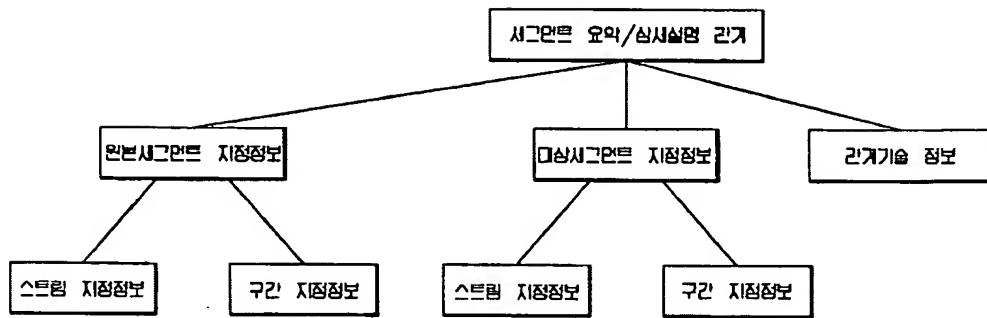 세그먼트 요약/상세설명 관계
원본세그먼트 지정정보
대상세그먼트 지정정보
관계기술 정보
스트림 지정정보
구간 지정정보
스트림 지정정보
구간 지정정보